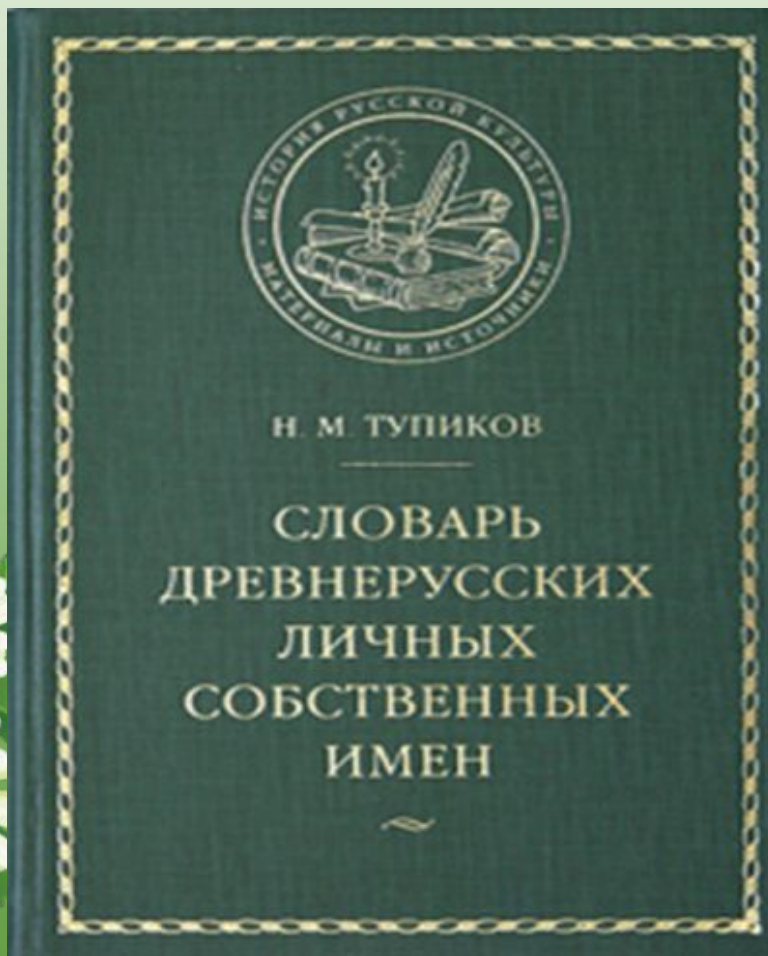 ИСТОРИЯ РУССКОЙ КУЛЬТУРЫ
МАТЕРИАЛЫ И ИСТОЧНИКИ
Н. М. ТУПИКОВ
СЛОВАРЬ
ДРЕВНЕРУССКИХ
ЛИЧНЫХ
СОБСТВЕННЫХ
ИМЕН